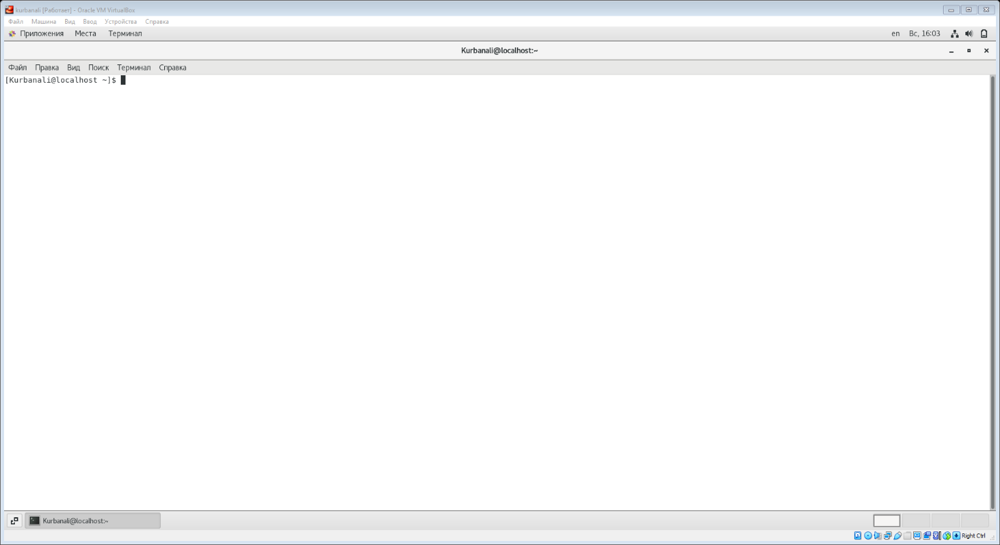 kurbanali [Работает] - Oracle VM VirtualBox
Файл Машина Вид Ввод Устройства Справка
Приложения Места Терминал en Вс, 16:03
Kurbanali@localhost:~
Файл Правка Вид Поиск Терминал Справка
[Kurbanali@localhost ~]$
Kurbanali@localhost:~
Right Ctrl